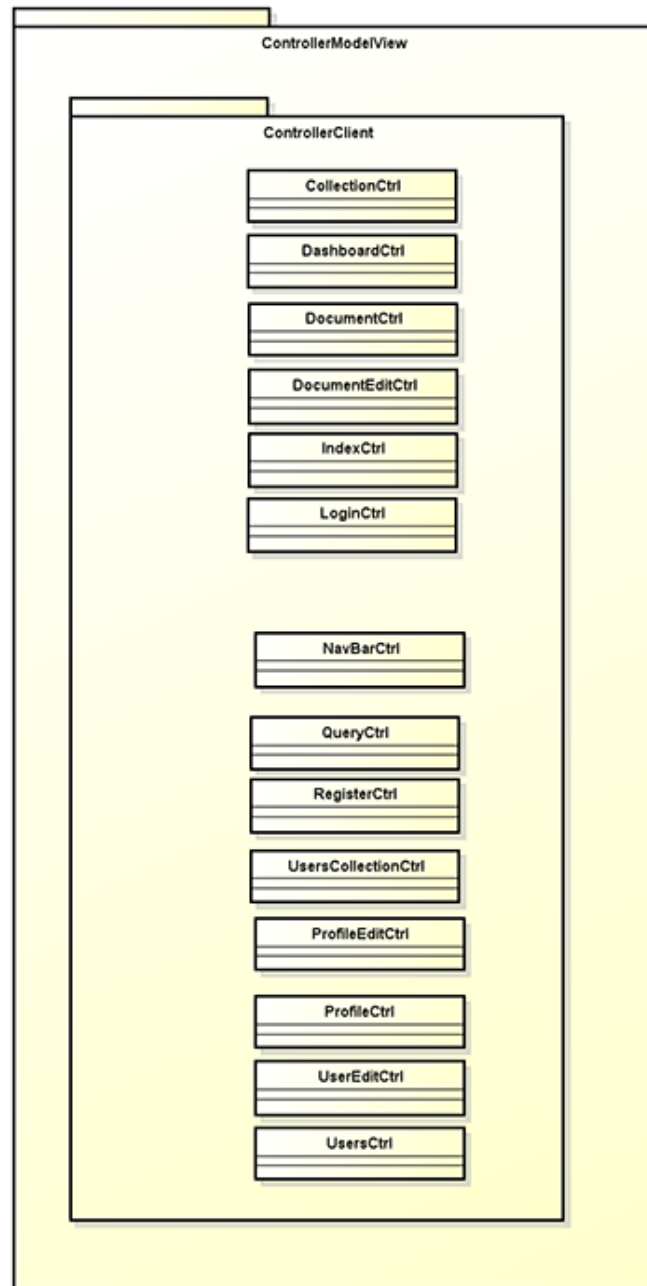 ControllerModelView
ControllerClient
CollectionCtrl
DashboardCtrl
DocumentCtrl
DocumentEditCtrl
IndexCtrl
LoginCtrl
NavBarCtrl
QueryCtrl
RegisterCtrl
UsersCollectionCtrl
ProfileEditCtrl
ProfileCtrl
UserEditCtrl
UsersCtrl